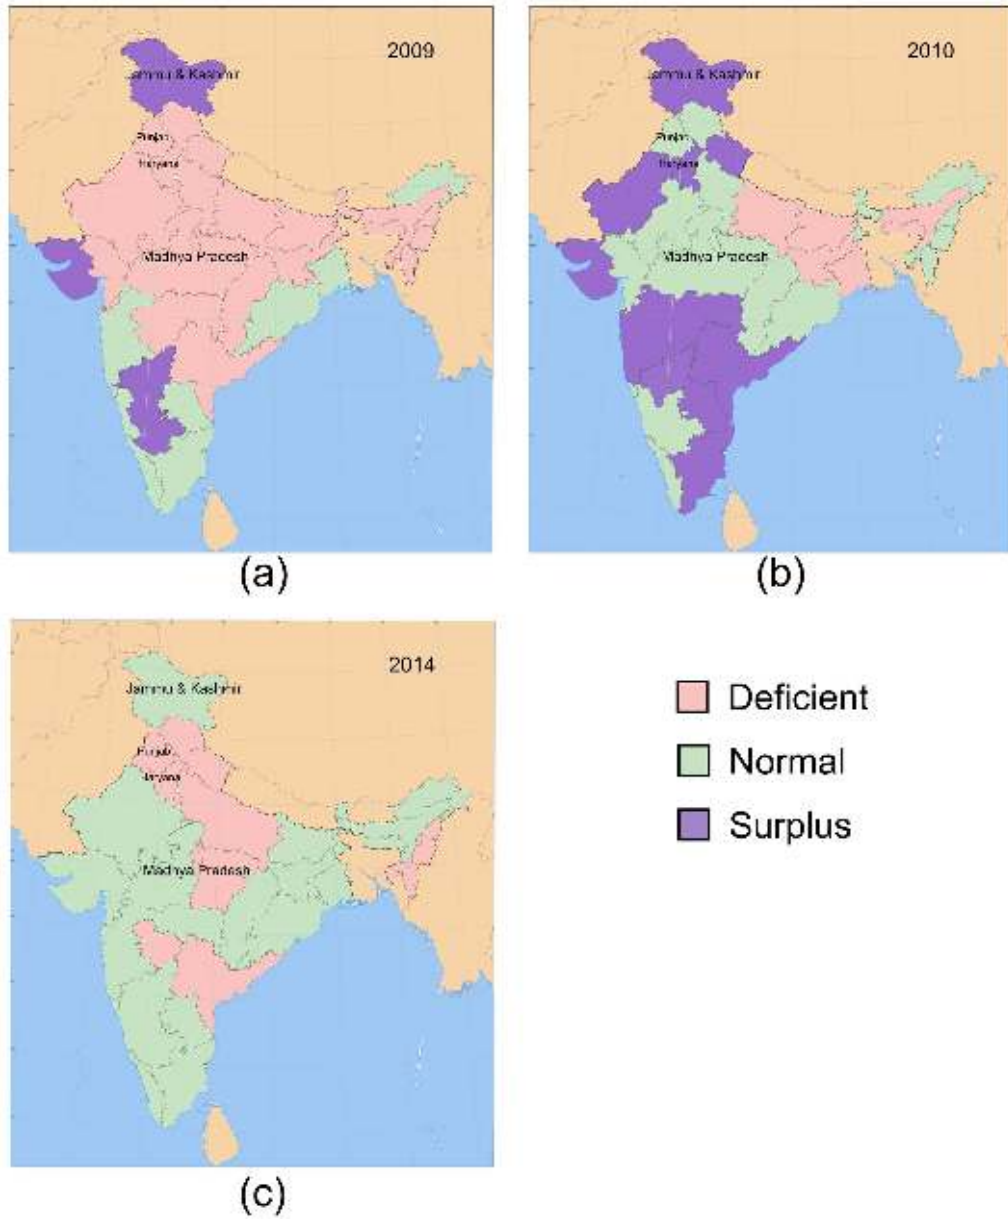 2009
Jammu & Kashmir
Punjab
Haryana
Madhya Pradesh
(a)
2010
Jammu & Kashmir
Punjab
Haryana
Madhya Pradesh
(b)
2014
Jammu & Kashmir
Punjab
Haryana
Madhya Pradesh
(c)
Deficient
Normal
Surplus